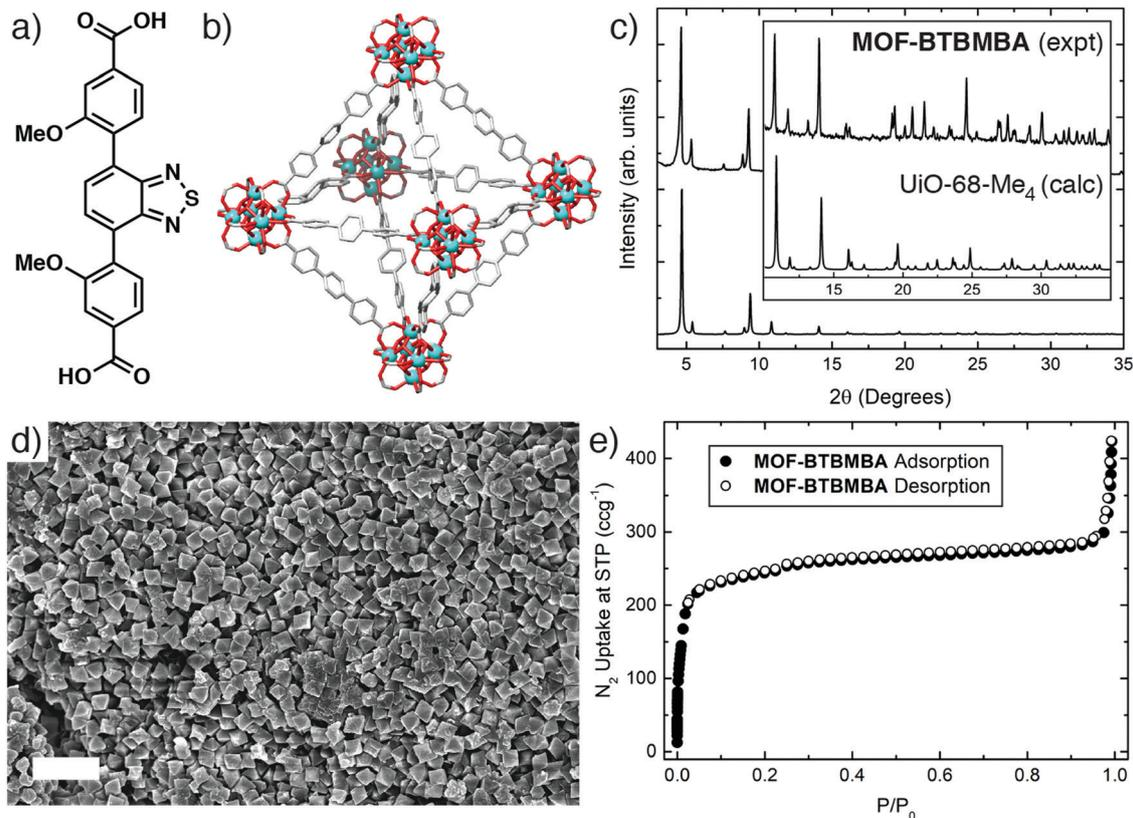 a)
O
OH
MeO
N
S
N
MeO
HO
O
b)
c)
MOF-BTBMBA (expt)
UiO-68-Me4 (calc)
15 20 25 30
Intensity (arb. units)
5 10 15 20 25 30 35
2θ (Degrees)
d)
e)
400
300
200
100
0
N2 Uptake at STP (ccg-1)
MOF-BTBMBA Adsorption
MOF-BTBMBA Desorption
0.0 0.2 0.4 0.6 0.8 1.0
P/P0